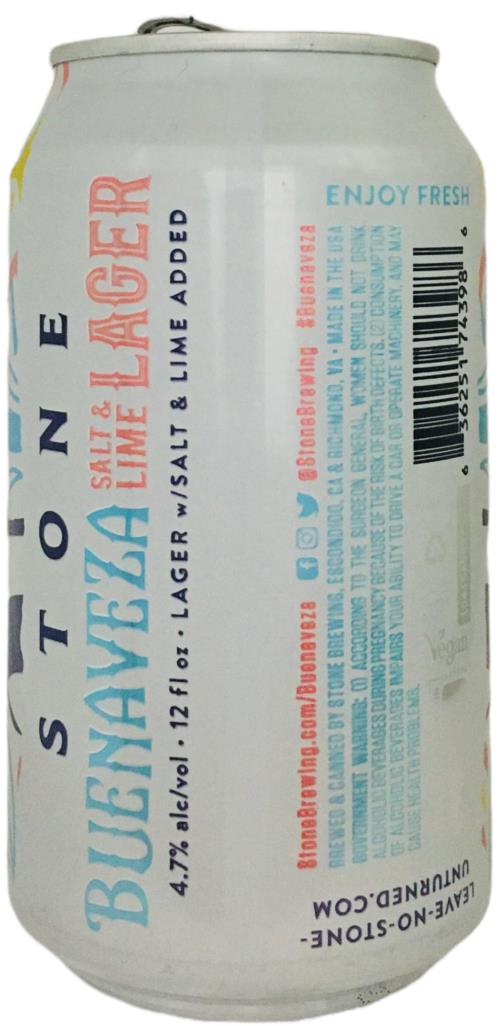 STONE
BUENAVEZA
SALT &
LIME
LAGER
4.7% alc/vol • 12 fl oz • LAGER w/SALT & LIME ADDED
StoneBrewing.com/Buenaveza @StoneBrewing #Buenaveza
BREWED & CANNED BY STONE BREWING, ESCONDIDO, CA & RICHMOND, VA • MADE IN THE USA
GOVERNMENT WARNING: (1) ACCORDING TO THE SURGEON GENERAL, WOMEN SHOULD NOT DRINK
ALCOHOLIC BEVERAGES DURING PREGNANCY BECAUSE OF THE RISK OF BIRTH DEFECTS. (2) CONSUMPTION
OF ALCOHOLIC BEVERAGES IMPAIRS YOUR ABILITY TO DRIVE A CAR OR OPERATE MACHINERY, AND MAY
CAUSE HEALTH PROBLEMS.
Vegan
6 36251 74398 6
ENJOY FRESH
LEAVE-NO-STONE-
UNTURNED.COM